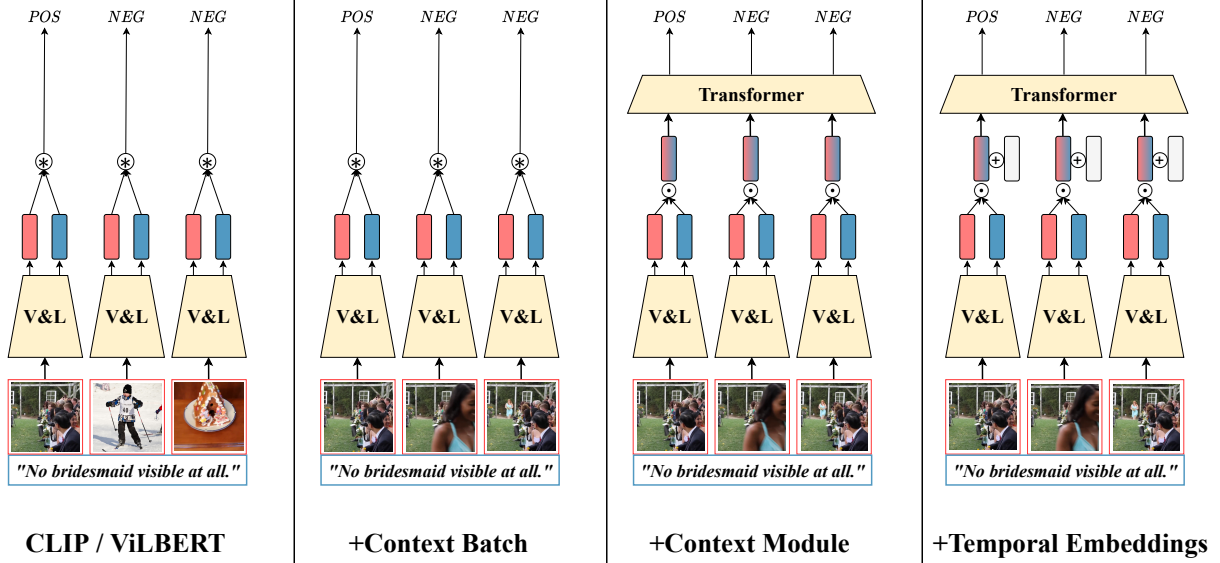 POS NEG NEG
V&L V&L V&L
"No bridesmaid visible at all."
CLIP / ViLBERT
POS NEG NEG
V&L V&L V&L
"No bridesmaid visible at all."
+Context Batch
POS NEG NEG
Transformer
V&L V&L V&L
"No bridesmaid visible at all."
+Context Module
POS NEG NEG
Transformer
V&L V&L V&L
"No bridesmaid visible at all."
+Temporal Embeddings